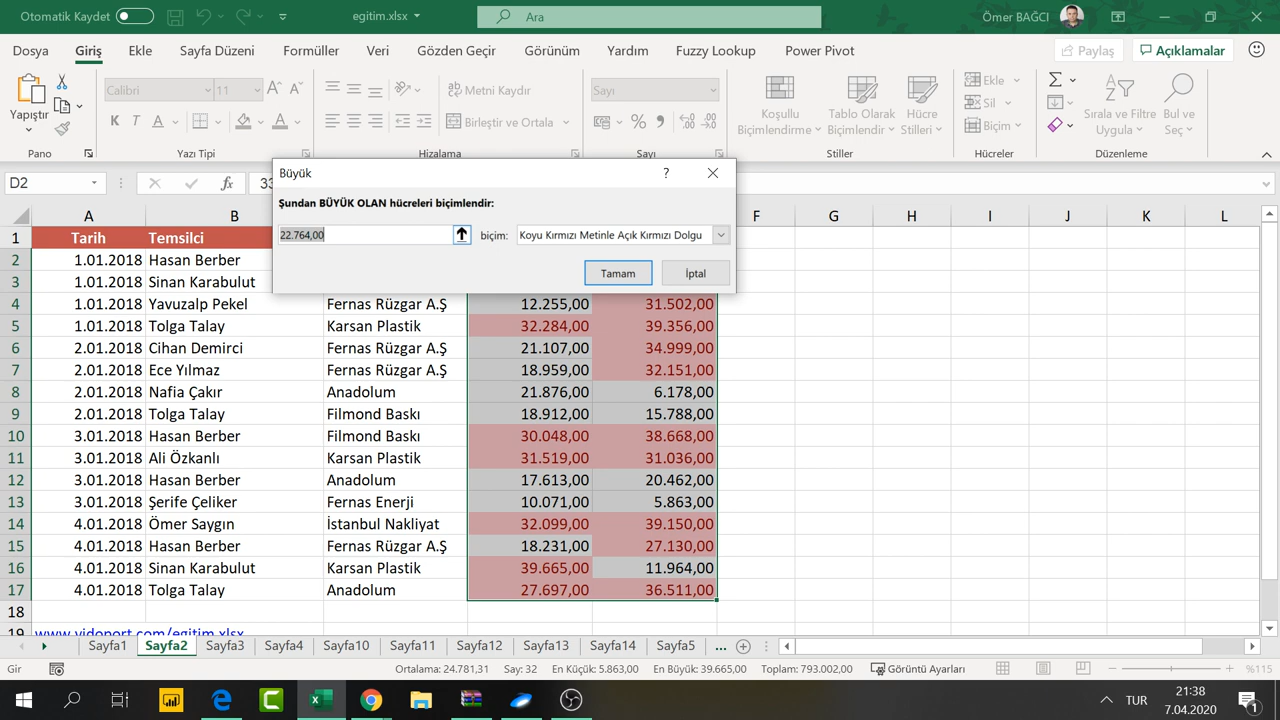 Otomatik Kaydet
egitim.xlsx
Ara
Ömer BAĞCI
Dosya Giriş Ekle Sayfa Düzeni Formüller Veri Gözden Geçir Görünüm Yardım Fuzzy Lookup Power Pivot Paylaş Açıklamalar
Yapıştır
Pano
Calibri 11
K T A
Yazı Tipi
Metni Kaydır
Birleştir ve Ortala
Hizalama
Sayı
Sayı
Koşullu Biçimlendirme
Tablo Olarak Biçimlendir
Hücre Stilleri
Stiller
Ekle
Sil
Biçim
Hücreler
Sırala ve Filtre Uygula
Bul ve Seç
Düzenleme
D2 fx 33
Büyük ?
Şundan BÜYÜK OLAN hücreleri biçimlendir:
22.764,00 biçim: Koyu Kırmızı Metinle Açık Kırmızı Dolgu
Tamam İptal
A B F G H I J K L
1 Tarih Temsilci
2 1.01.2018 Hasan Berber
3 1.01.2018 Sinan Karabulut
4 1.01.2018 Yavuzalp Pekel Fernas Rüzgar A.Ş 12.255,00 31.502,00
5 1.01.2018 Tolga Talay Karsan Plastik 32.284,00 39.356,00
6 2.01.2018 Cihan Demirci Fernas Rüzgar A.Ş 21.107,00 34.999,00
7 2.01.2018 Ece Yılmaz Fernas Rüzgar A.Ş 18.959,00 32.151,00
8 2.01.2018 Nafia Çakır Anadolum 21.876,00 6.178,00
9 2.01.2018 Tolga Talay Filmond Baskı 18.912,00 15.788,00
10 3.01.2018 Hasan Berber Filmond Baskı 30.048,00 38.668,00
11 3.01.2018 Ali Özkanlı Karsan Plastik 31.519,00 31.036,00
12 3.01.2018 Hasan Berber Anadolum 17.613,00 20.462,00
13 3.01.2018 Şerife Çeliker Fernas Enerji 10.071,00 5.863,00
14 4.01.2018 Ömer Saygın İstanbul Nakliyat 32.099,00 39.150,00
15 4.01.2018 Hasan Berber Fernas Rüzgar A.Ş 18.231,00 27.130,00
16 4.01.2018 Sinan Karabulut Karsan Plastik 39.665,00 11.964,00
17 4.01.2018 Tolga Talay Anadolum 27.697,00 36.511,00
18
19 www.vidoport.com/egitim.xlsx
Sayfa1 Sayfa2 Sayfa3 Sayfa4 Sayfa10 Sayfa11 Sayfa12 Sayfa13 Sayfa14 Sayfa5 ...
Gir Ortalama: 24.781,31 Say: 32 En Küçük: 5.863,00 En Büyük: 39.665,00 Toplam: 793.002,00 Görüntü Ayarları %115
TUR
21:38
7.04.2020
1